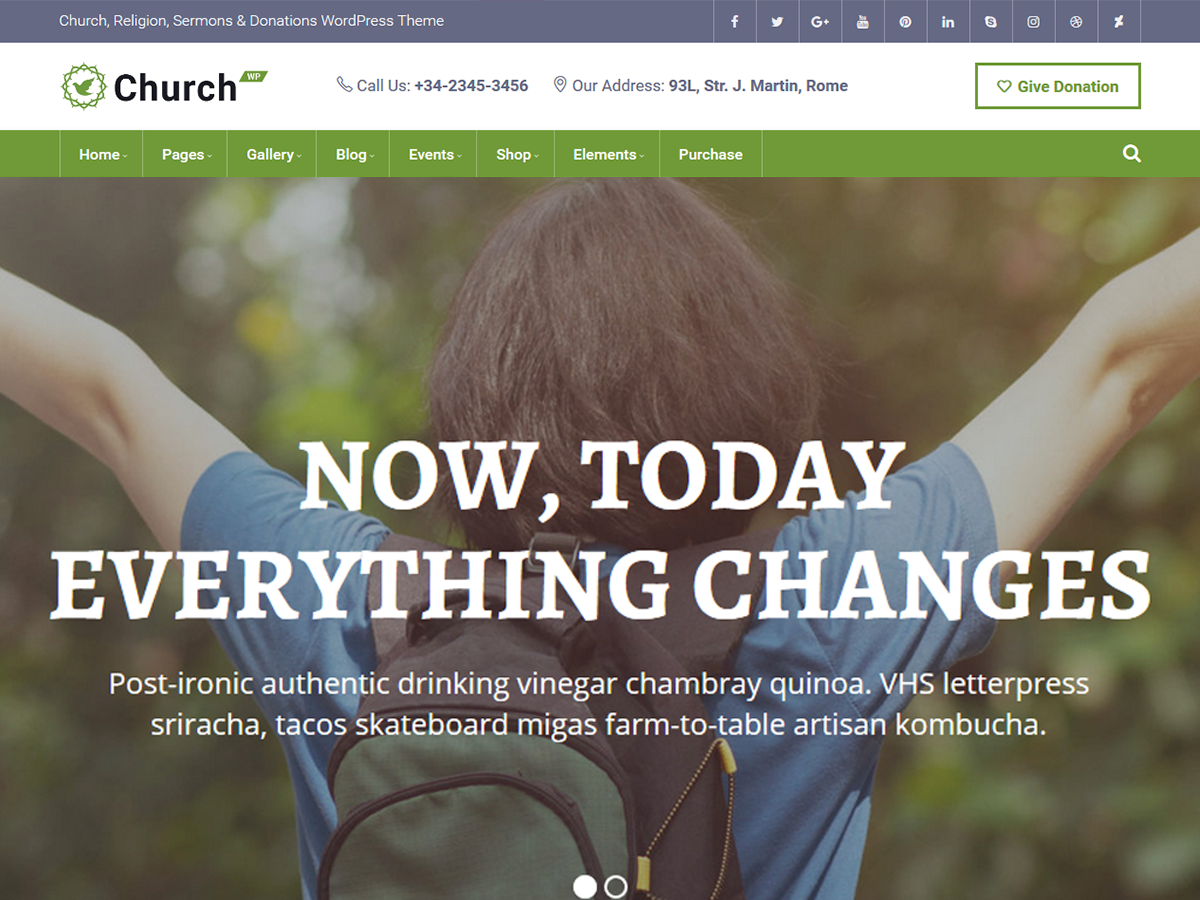 Church, Religion, Sermons & Donations WordPress Theme
Church WP
Call Us: +34-2345-3456
Our Address: 93L, Str. J. Martin, Rome
Give Donation
Home
Pages
Gallery
Blog
Events
Shop
Elements
Purchase
NOW, TODAY
EVERYTHING CHANGES
Post-ironic authentic drinking vinegar chambray quinoa. VHS letterpress
sriracha, tacos skateboard migas farm-to-table artisan kombucha.